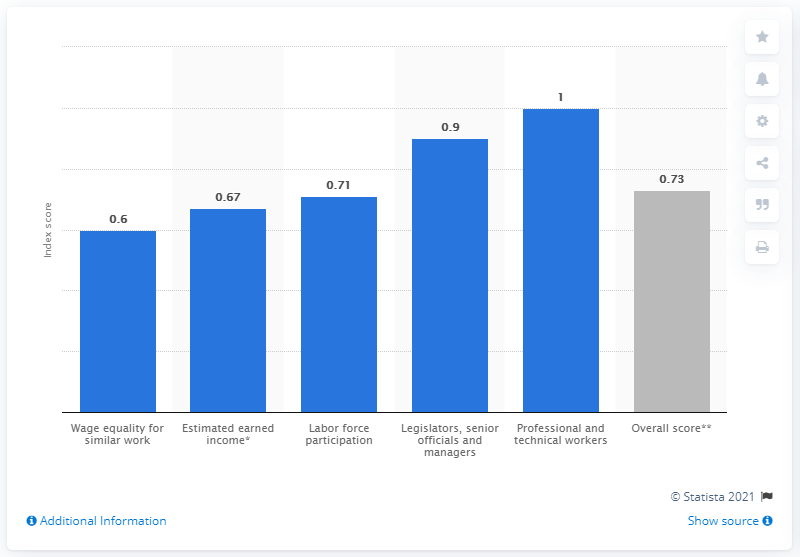 Index score
0.6
0.67
0.71
0.9
1
0.73
Wage equality for
similar work
Estimated earned
income*
Labor force
participation
Legislators, senior
officials and
managers
Professional and
technical workers
Overall score**
© Statista 2021
Additional Information
Show source